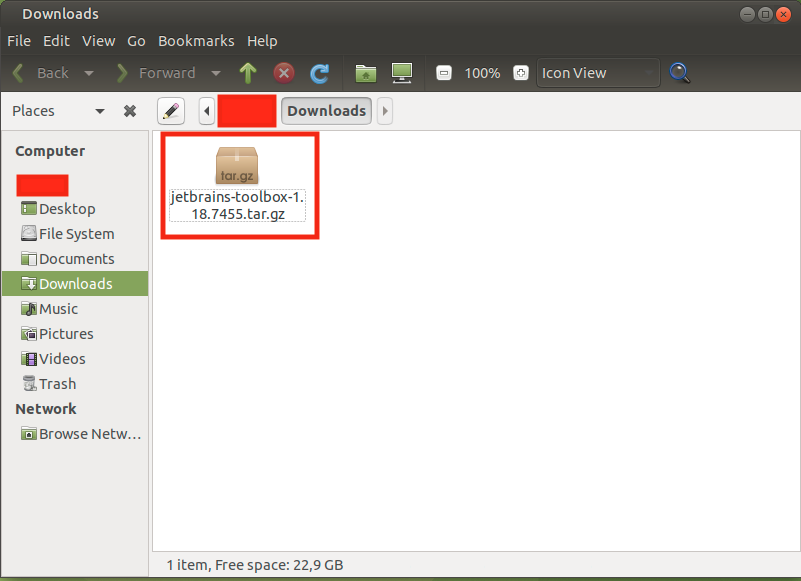 Downloads
File Edit View Go Bookmarks Help
Back Forward 100% Icon View
Places Downloads
Computer
Desktop
File System
Documents
Downloads
Music
Pictures
Videos
Trash
Network
Browse Netw...
tar.gz
jetbrains-toolbox-1.
18.7455.tar.gz
1 item, Free space: 22,9 GB